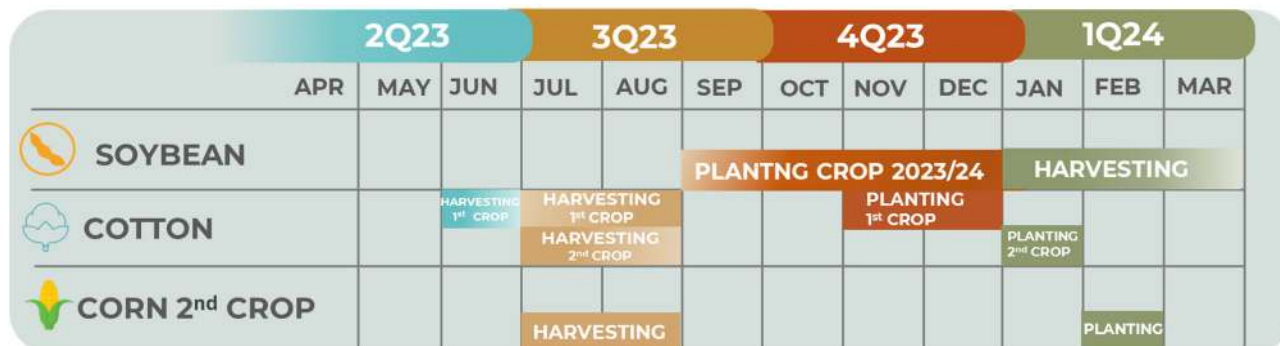 2Q23 3Q23 4Q23 1Q24
APR MAY JUN JUL AUG SEP OCT NOV DEC JAN FEB MAR
SOYBEAN
PLANTNG CROP 2023/24 HARVESTING
COTTON
HARVESTING
1st CROP
HARVESTING
1st CROP
HARVESTING
2nd CROP
PLANTING
1st CROP
PLANTING
2nd CROP
CORN 2nd CROP
HARVESTING PLANTING